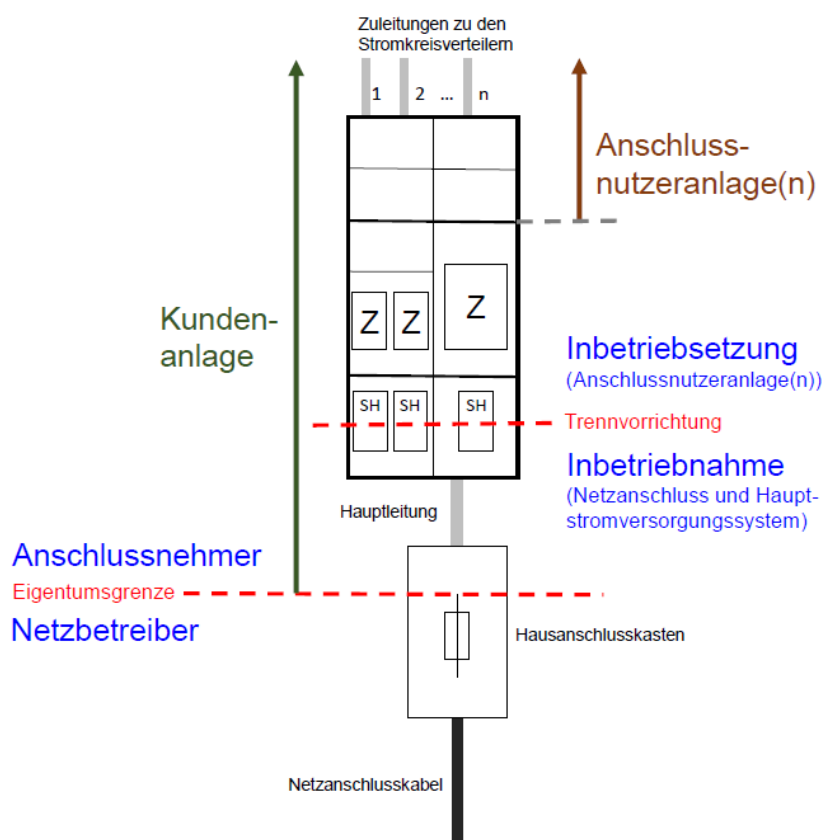 Zuleitungen zu den
Stromkreisverteilern
1 2 ... n
Anschluss-
nutzeranlage(n)
Kunden-
anlage
Z Z Z
Inbetriebsetzung
(Anschlussnutzeranlage(n))
SH SH SH
Trennvorrichtung
Inbetriebnahme
(Netzanschluss und Haupt-
stromversorgungssystem)
Hauptleitung
Anschlussnehmer
Eigentumsgrenze
Netzbetreiber
Hausanschlusskasten
Netzanschlusskabel